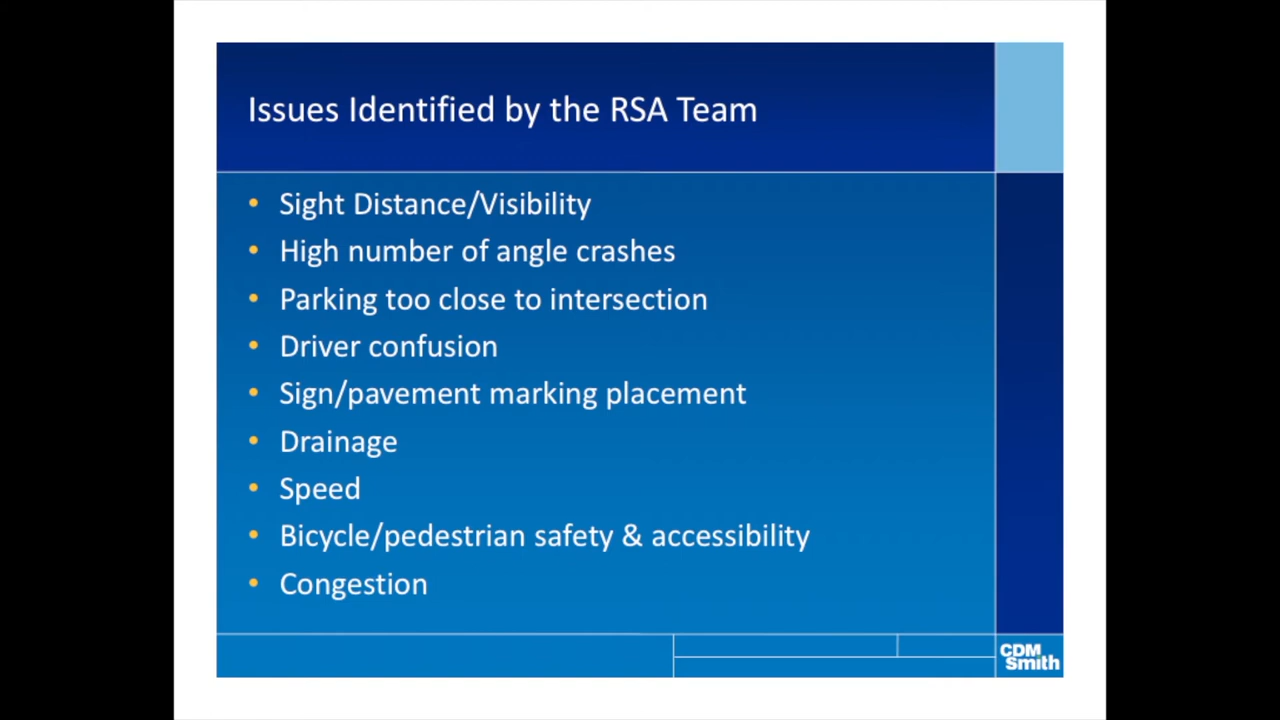 Issues Identified by the RSA Team
• Sight Distance/Visibility
• High number of angle crashes
• Parking too close to intersection
• Driver confusion
• Sign/pavement marking placement
• Drainage
• Speed
• Bicycle/pedestrian safety & accessibility
• Congestion
CDM
Smith